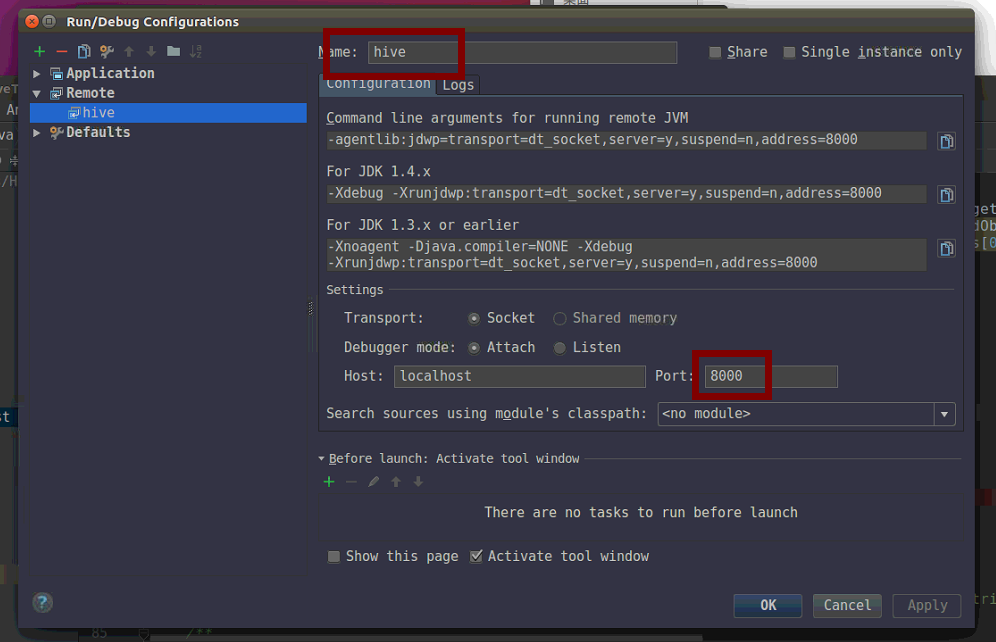 Run/Debug Configurations
Name: hive Share Single instance only
Application
Remote
hive
Defaults
Configuration Logs
Command line arguments for running remote JVM
-agentlib:jdwp=transport=dt_socket,server=y,suspend=n,address=8000
For JDK 1.4.x
-Xdebug -Xrunjdwp:transport=dt_socket,server=y,suspend=n,address=8000
For JDK 1.3.x or earlier
-Xnoagent -Djava.compiler=NONE -Xdebug
-Xrunjdwp:transport=dt_socket,server=y,suspend=n,address=8000
Settings
Transport: Socket Shared memory
Debugger mode: Attach Listen
Host: localhost Port: 8000
Search sources using module's classpath: <no module>
Before launch: Activate tool window
There are no tasks to run before launch
Show this page Activate tool window
? OK Cancel Apply
85 /**